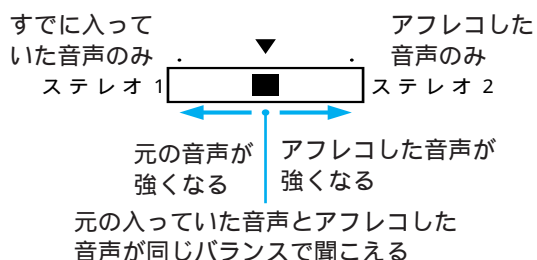 すでに入って
いた音声のみ
アフレコした
音声のみ
ステレオ1
ステレオ2
元の音声が
強くなる
アフレコした音声が
強くなる
元の入っていた音声とアフレコした
音声が同じバランスで聞こえる